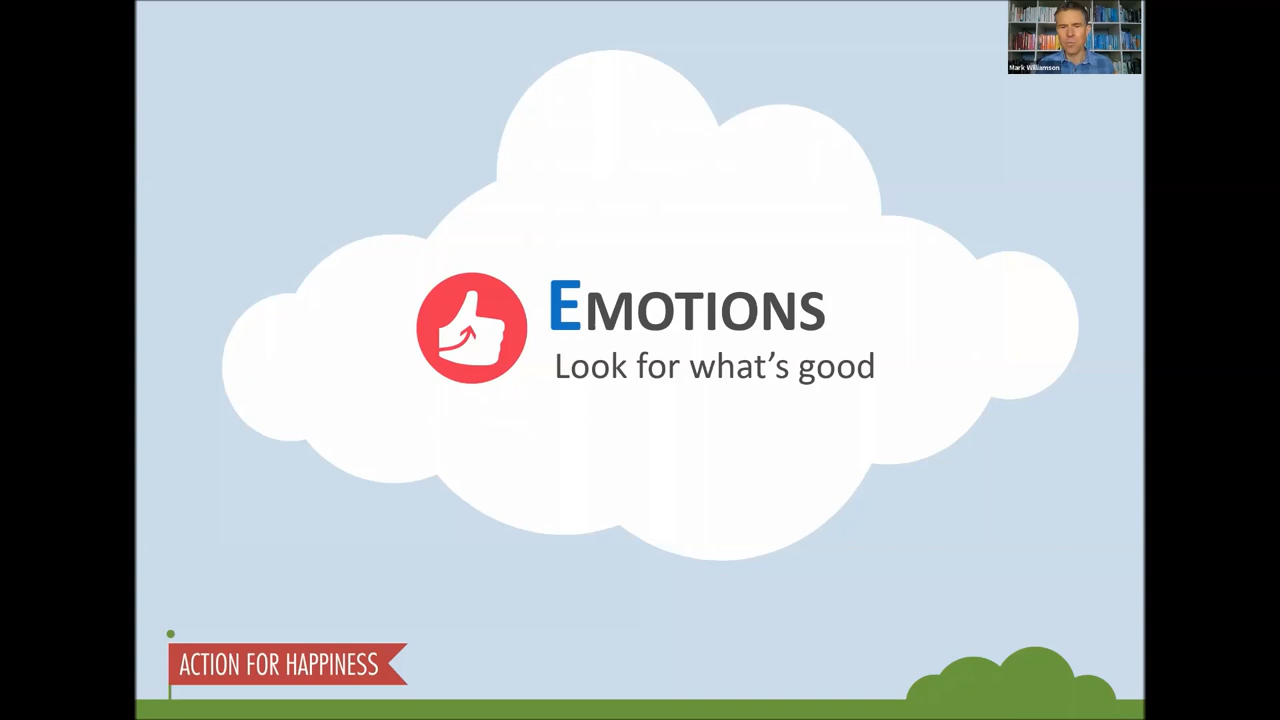 Mark Williamson
EMOTIONS
Look for what's good
ACTION FOR HAPPINESS